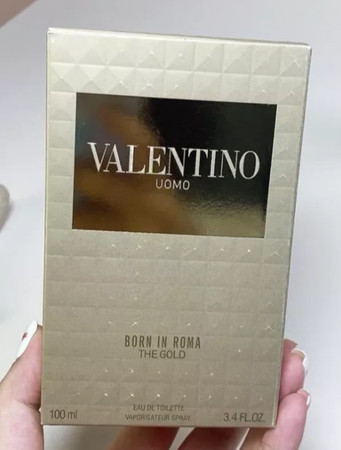 VALENTINO
UOMO
BORN IN ROMA
THE GOLD
EAU DE TOILETTE
100 ml VAPORISATEUR SPRAY 3.4 FL.OZ.